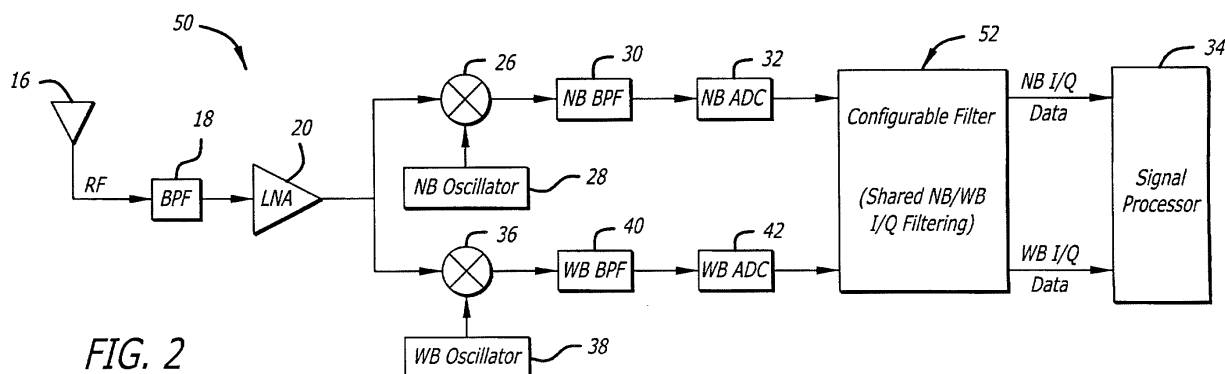 50
16
RF
18
BPF
20
LNA
26
NB Oscillator
28
30
NB BPF
32
NB ADC
36
WB Oscillator
38
40
WB BPF
42
WB ADC
52
Configurable Filter
(Shared NB/WB
I/Q Filtering)
NB I/Q
Data
WB I/Q
Data
34
Signal
Processor
FIG. 2